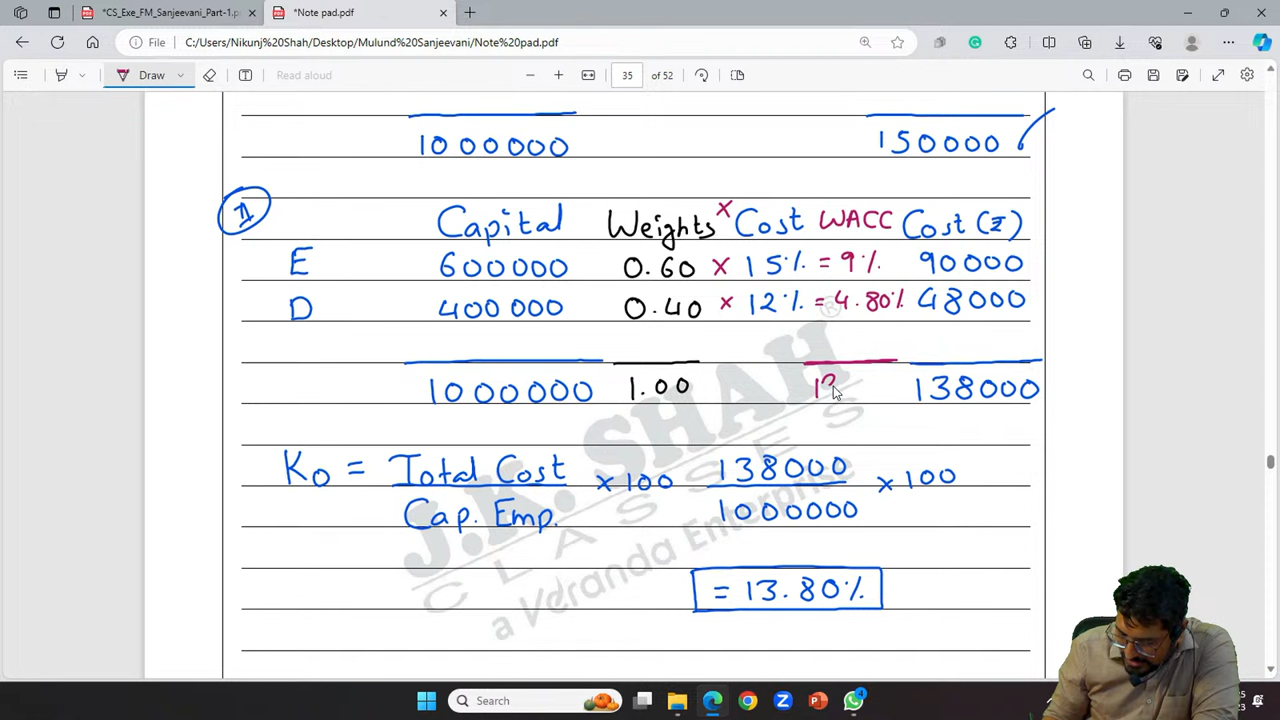 *CS_Exe_FM_Sanjeevani_Part-1.p
*Note pad.pdf
File C:/Users/Nikunj%20Shah/Desktop/Mulund%20Sanjeevani/Note%20pad.pdf
Draw Read aloud 35 of 52
1000000 150000
1 Capital Weights × Cost WACC Cost (₹)
E 600000 0.60 × 15% = 9% 90000
D 400000 0.40 × 12% = 4.80% 48000
1000000 1.00 13 138000
Ko = Total Cost × 100 138000 × 100
Cap. Emp. 1000000
= 13.80%
J.K. SHAH ®
CLASSES
a Veranda Enterprise
Search
4